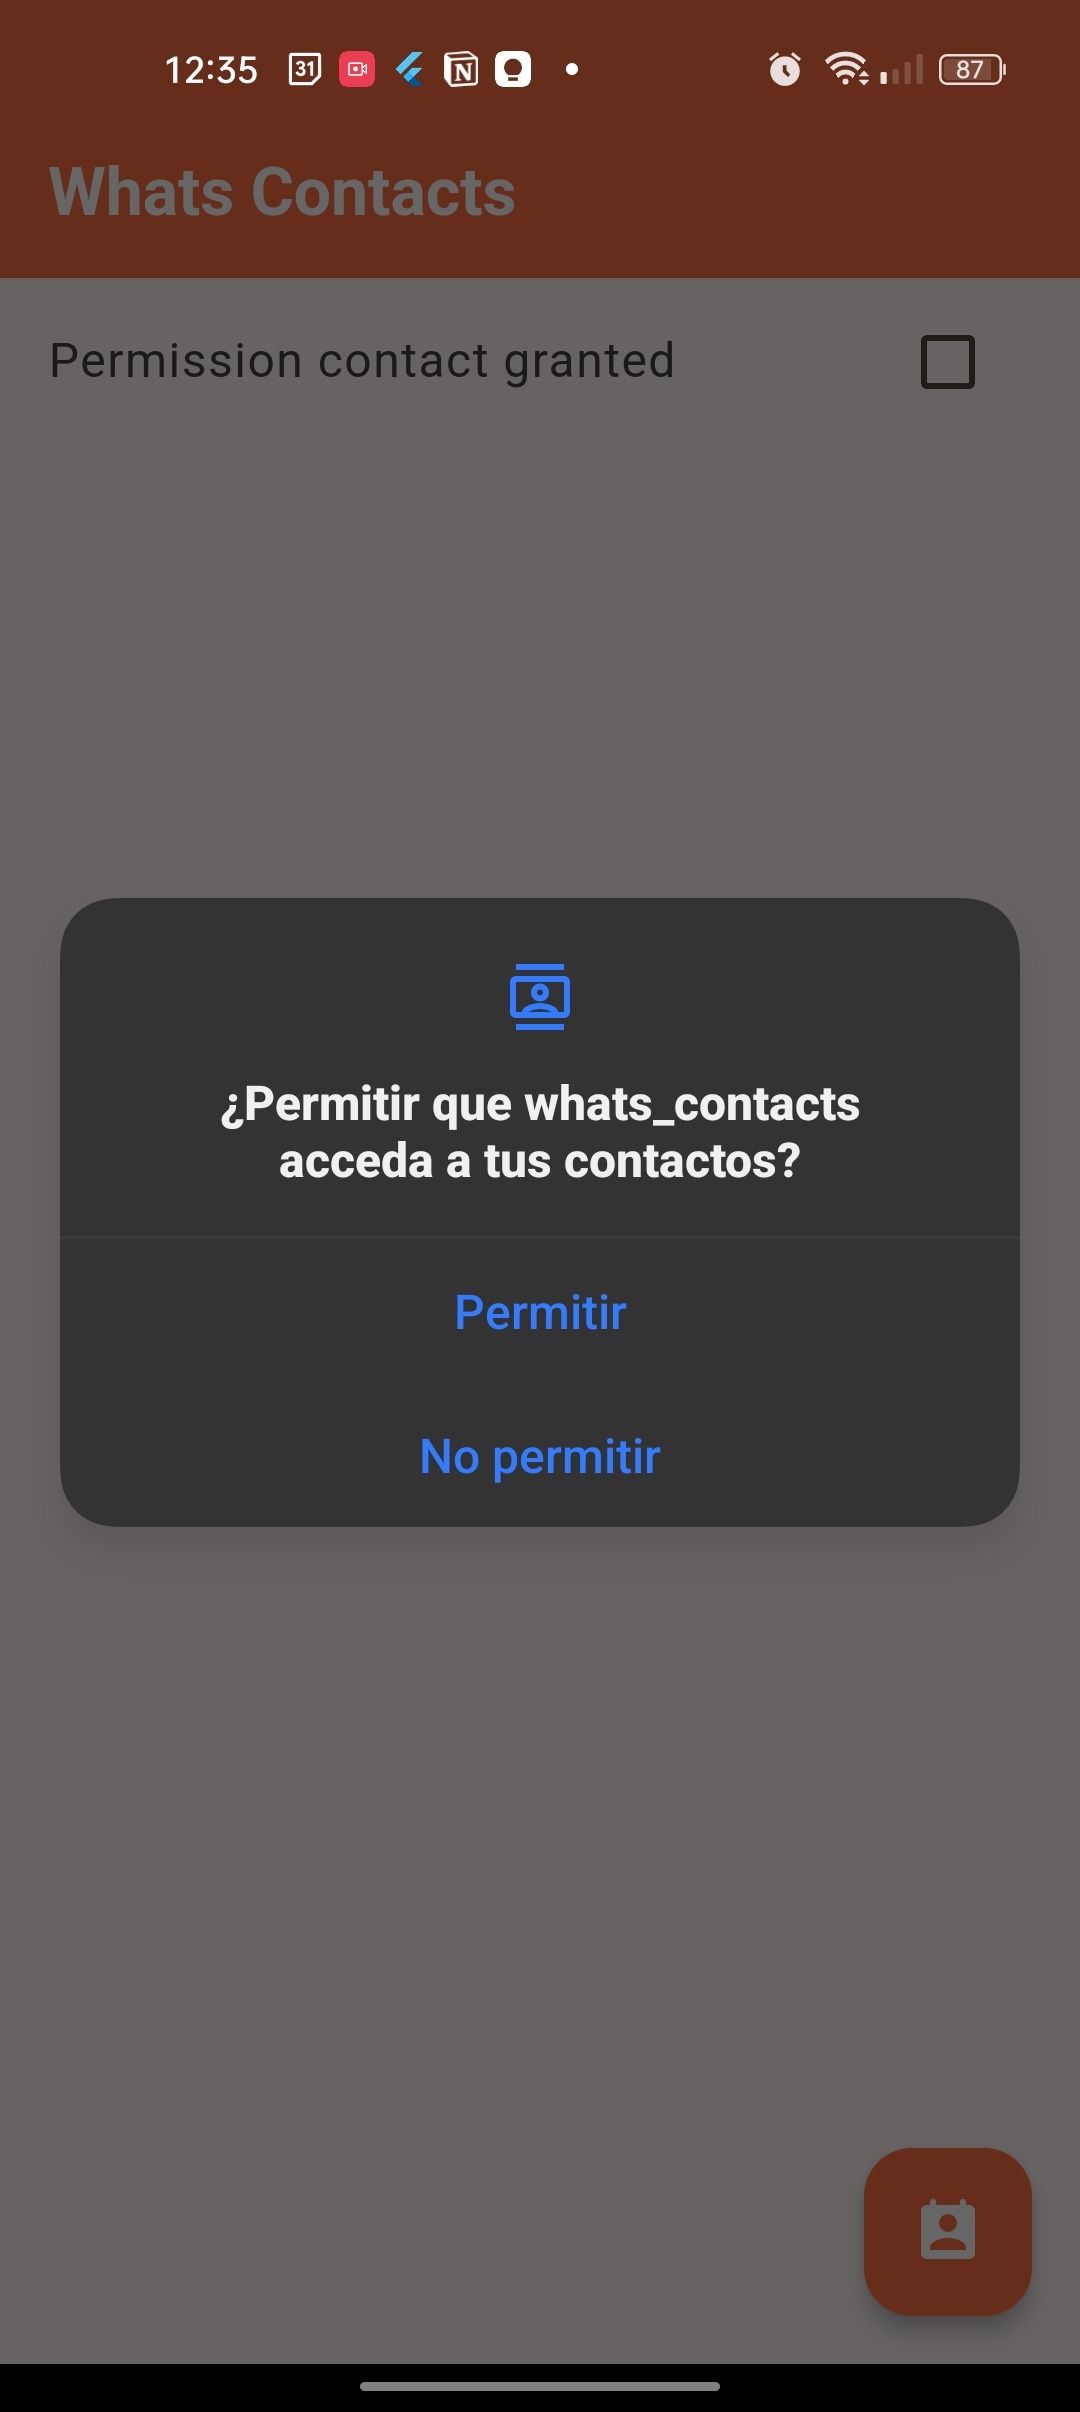 12:35
31
N
87
Whats Contacts
Permission contact granted
¿Permitir que whats_contacts
acceda a tus contactos?
Permitir
No permitir